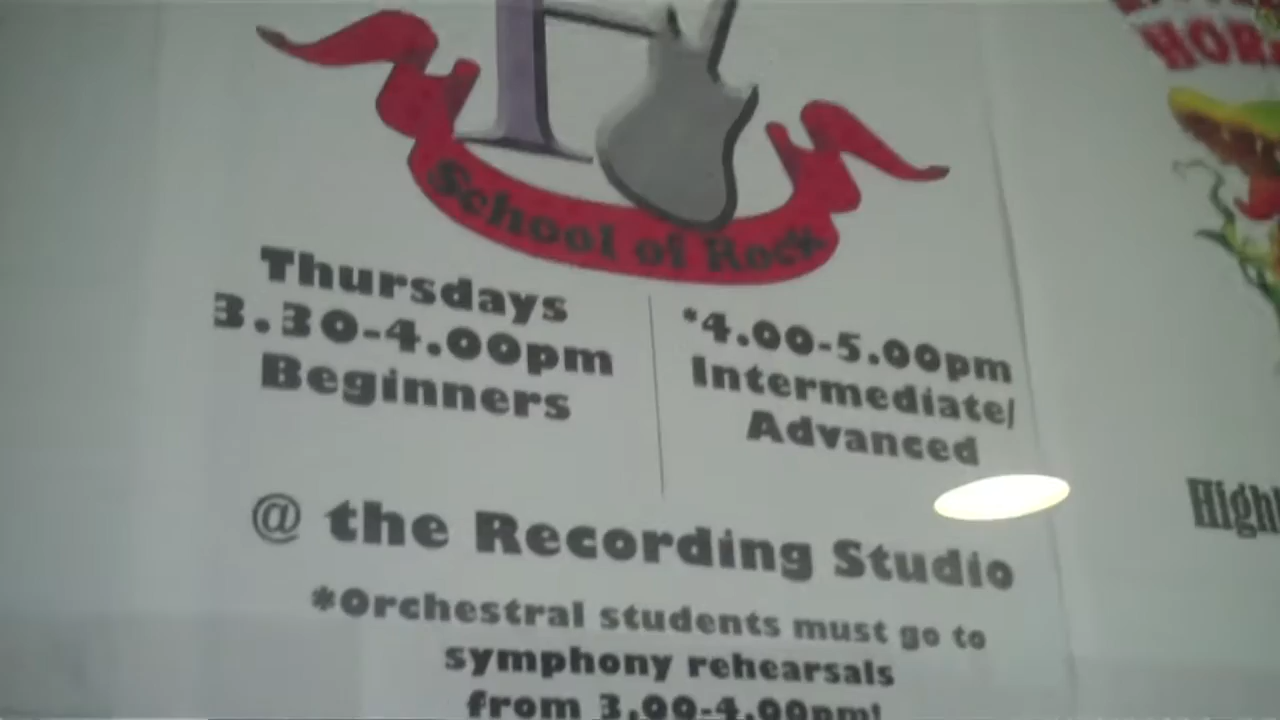 School of Rock
Thursdays
3.30-4.00pm
Beginners
*4.00-5.00pm
Intermediate/
Advanced
@ the Recording Studio
*Orchestral students must go to
symphony rehearsals
from 3.00-4.00pm!